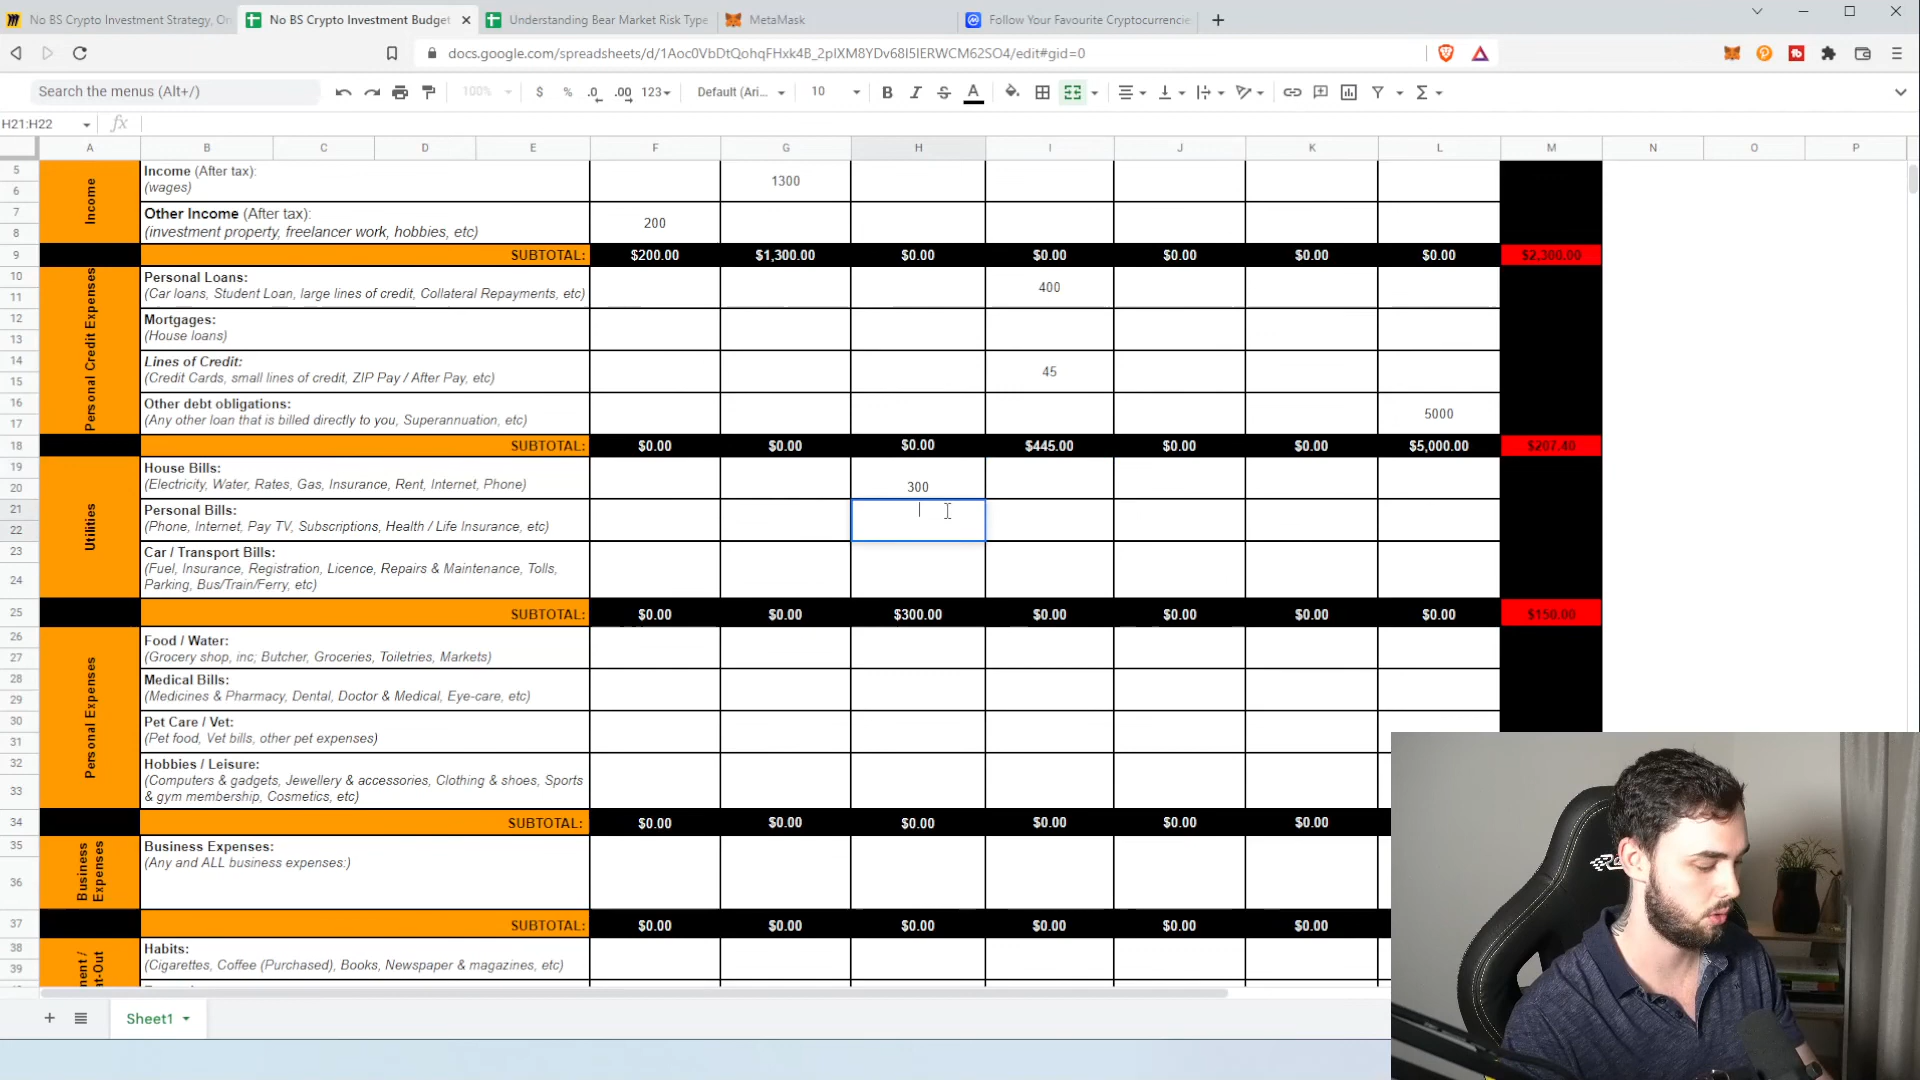 No BS Crypto Investment Strategy, On
No BS Crypto Investment Budget
Understanding Bear Market Risk Type
MetaMask
Follow Your Favourite Cryptocurrencie
docs.google.com/spreadsheets/d/1Aoc0VbDtQohqFHxk4B_2pIXM8YDv68I5IERWCM62SO4/edit#gid=0
Search the menus (Alt+/)
100%
$ % .0 .00 123
Default (Ari...
10
B I S A
H21:H22
fx
A B C D E F G H I J K L M N O P
5 Income (After tax): 1300
6 (wages)
Income
7 Other Income (After tax): 200
8 (investment property, freelancer work, hobbies, etc)
9 SUBTOTAL: $200.00 $1,300.00 $0.00 $0.00 $0.00 $0.00 $0.00 $2,300.00
Personal Credit Expenses
10 Personal Loans: 400
11 (Car loans, Student Loan, large lines of credit, Collateral Repayments, etc)
12 Mortgages:
13 (House loans)
14 Lines of Credit: 45
15 (Credit Cards, small lines of credit, ZIP Pay / After Pay, etc)
16 Other debt obligations: 5000
17 (Any other loan that is billed directly to you, Superannuation, etc)
18 SUBTOTAL: $0.00 $0.00 $0.00 $445.00 $0.00 $0.00 $5,000.00 $207.40
Utilities
19 House Bills:
20 (Electricity, Water, Rates, Gas, Insurance, Rent, Internet, Phone) 300
21 Personal Bills:
22 (Phone, Internet, Pay TV, Subscriptions, Health / Life Insurance, etc)
23 Car / Transport Bills:
(Fuel, Insurance, Registration, Licence, Repairs & Maintenance, Tolls,
24 Parking, Bus/Train/Ferry, etc)
25 SUBTOTAL: $0.00 $0.00 $300.00 $0.00 $0.00 $0.00 $0.00 $150.00
Personal Expenses
26 Food / Water:
27 (Grocery shop, inc; Butcher, Groceries, Toiletries, Markets)
28 Medical Bills:
29 (Medicines & Pharmacy, Dental, Doctor & Medical, Eye-care, etc)
30 Pet Care / Vet:
31 (Pet food, Vet bills, other pet expenses)
32 Hobbies / Leisure:
(Computers & gadgets, Jewellery & accessories, Clothing & shoes, Sports
33 & gym membership, Cosmetics, etc)
34 SUBTOTAL: $0.00 $0.00 $0.00 $0.00 $0.00 $0.00
Business
Expenses
35 Business Expenses:
36 (Any and ALL business expenses:)
37 SUBTOTAL: $0.00 $0.00 $0.00 $0.00 $0.00 $0.00
38 Habits:
39 (Cigarettes, Coffee (Purchased), Books, Newspaper & magazines, etc)
Sheet1